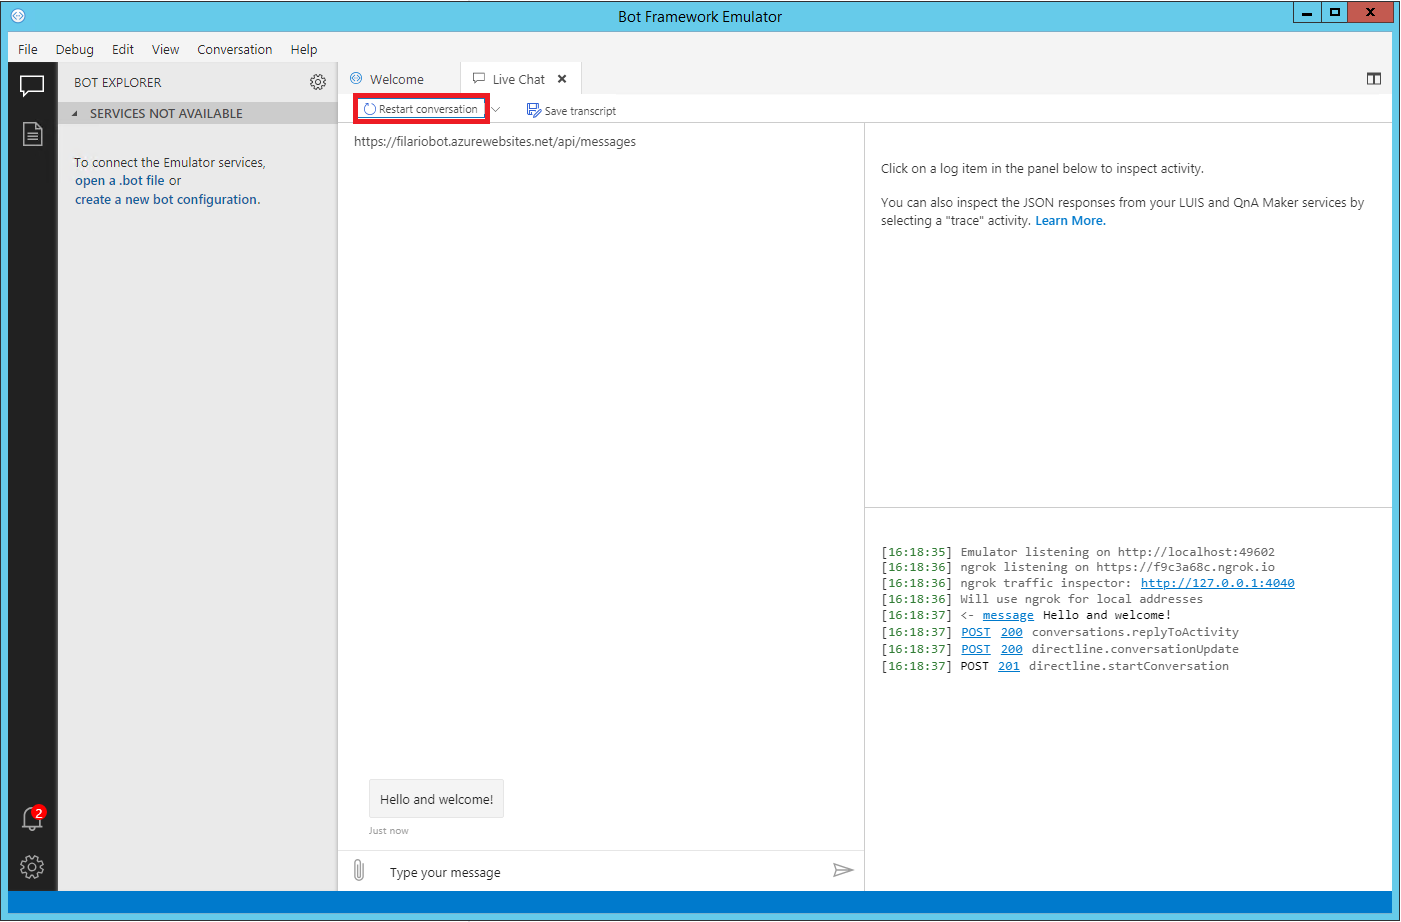 Bot Framework Emulator
X
File Debug Edit View Conversation Help
BOT EXPLORER
SERVICES NOT AVAILABLE
To connect the Emulator services,
open a .bot file or
create a new bot configuration.
2
Welcome Live Chat
Restart conversation Save transcript
https://filariobot.azurewebsites.net/api/messages
Hello and welcome!
Just now
Type your message
Click on a log item in the panel below to inspect activity.
You can also inspect the JSON responses from your LUIS and QnA Maker services by
selecting a "trace" activity. Learn More.
[16:18:35] Emulator listening on http://localhost:49602
[16:18:36] ngrok listening on https://f9c3a68c.ngrok.io
[16:18:36] ngrok traffic inspector: http://127.0.0.1:4040
[16:18:36] Will use ngrok for local addresses
[16:18:37] <- message Hello and welcome!
[16:18:37] POST 200 conversations.replyToActivity
[16:18:37] POST 200 directline.conversationUpdate
[16:18:37] POST 201 directline.startConversation